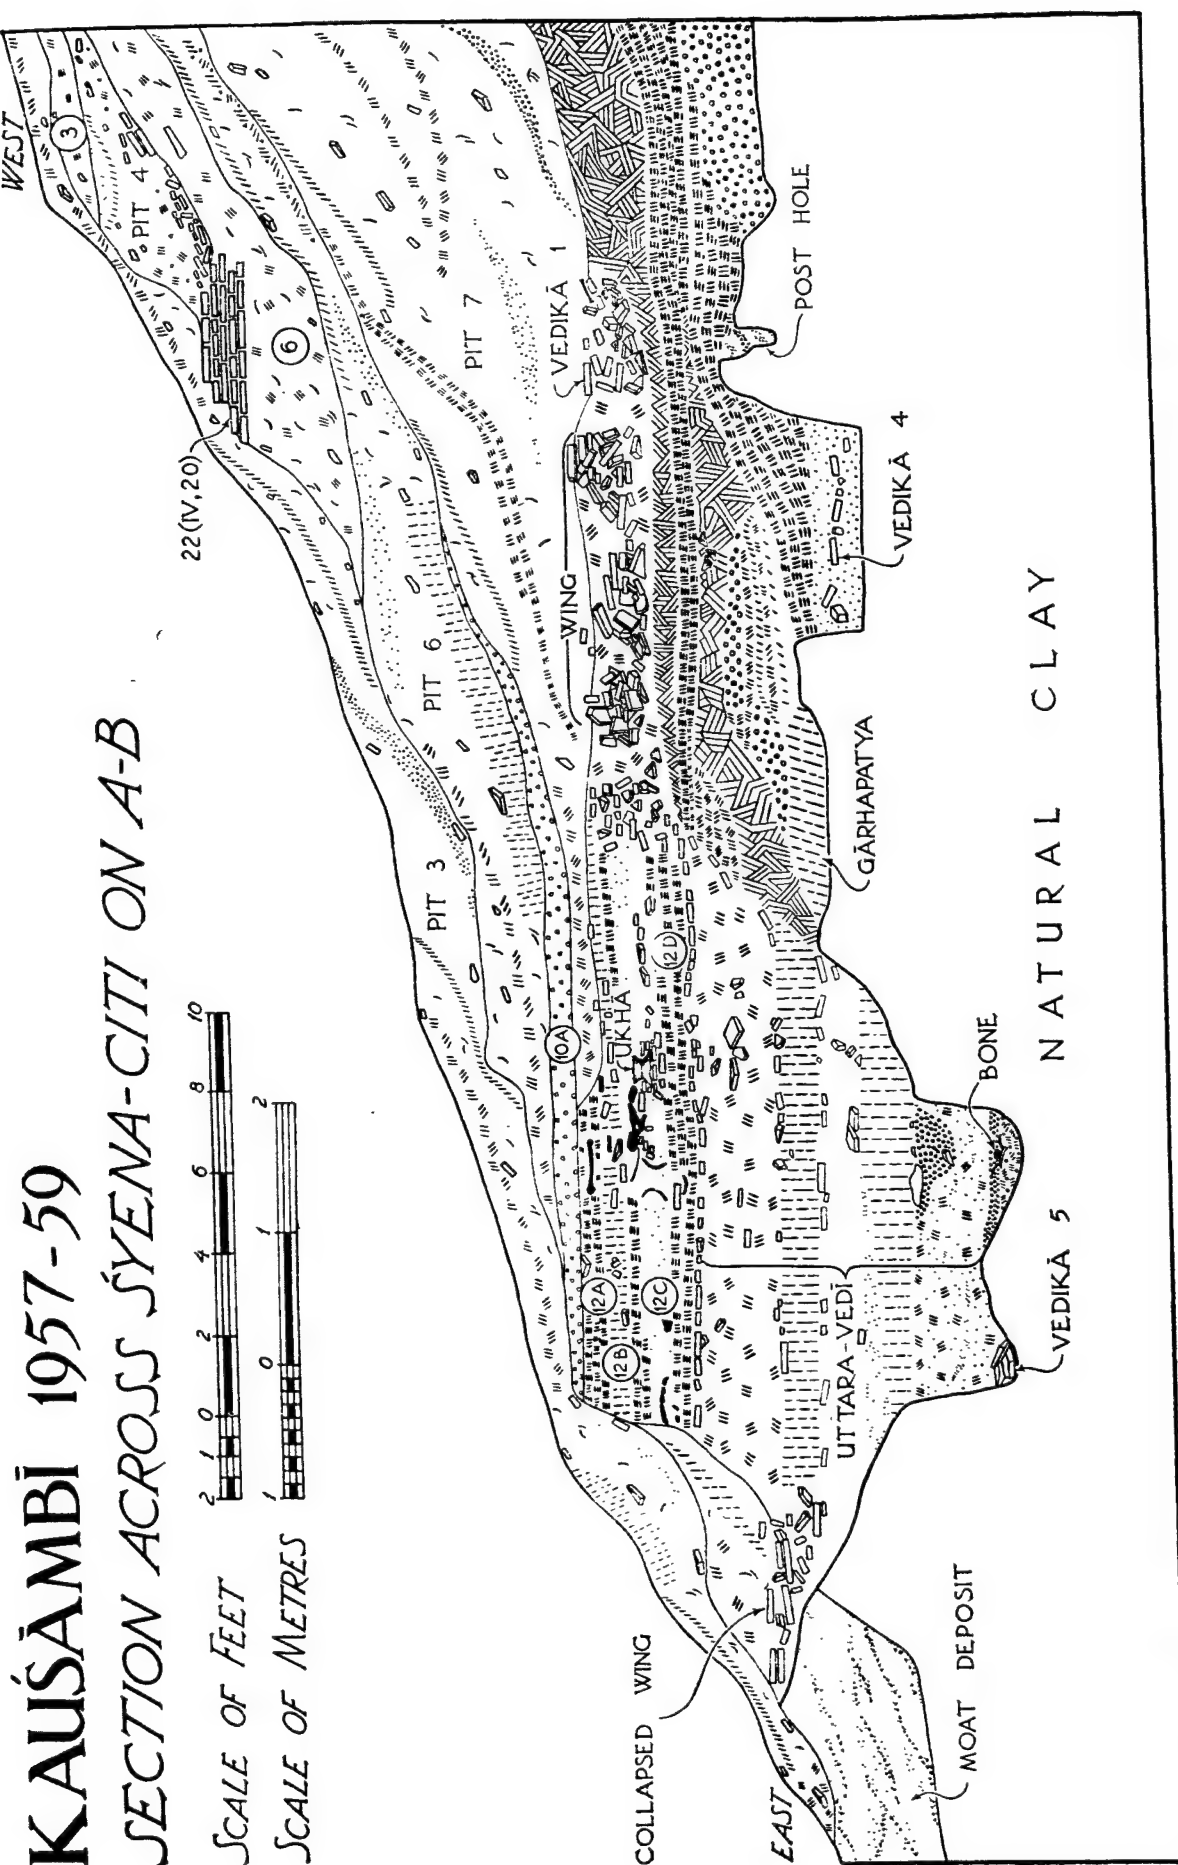 KAUŚĀMBĪ 1957-59
SECTION ACROSS ŚYENA-CITI ON A-B
SCALE OF FEET
2 1 0 2 4 6 8 10
SCALE OF METRES
1 0 1 2
WEST
3
PIT 4
22(IV,20)
6
PIT 3
PIT 6
PIT 7
10A
WING
VEDIKĀ 1
12A
12B
12C
UKHĀ
12D
COLLAPSED WING
EAST
UTTARA-VEDĪ
GĀRHAPATYA
VEDIKĀ 4
POST HOLE
MOAT DEPOSIT
VEDIKĀ 5
BONE
NATURAL CLAY